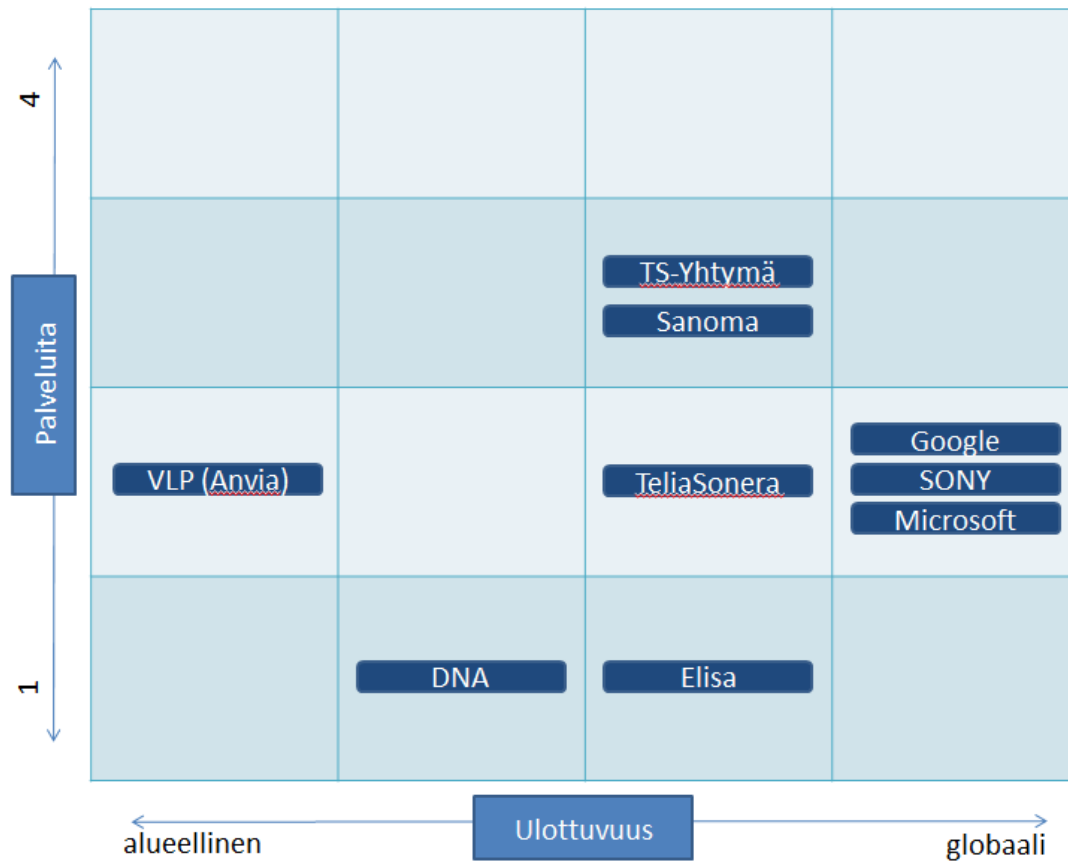 4
TS-Yhtymä
Sanoma
Palveluita
Google
VLP (Anvia)
TeliaSonera
SONY
Microsoft
1
DNA
Elisa
alueellinen
Ulottuvuus
globaali